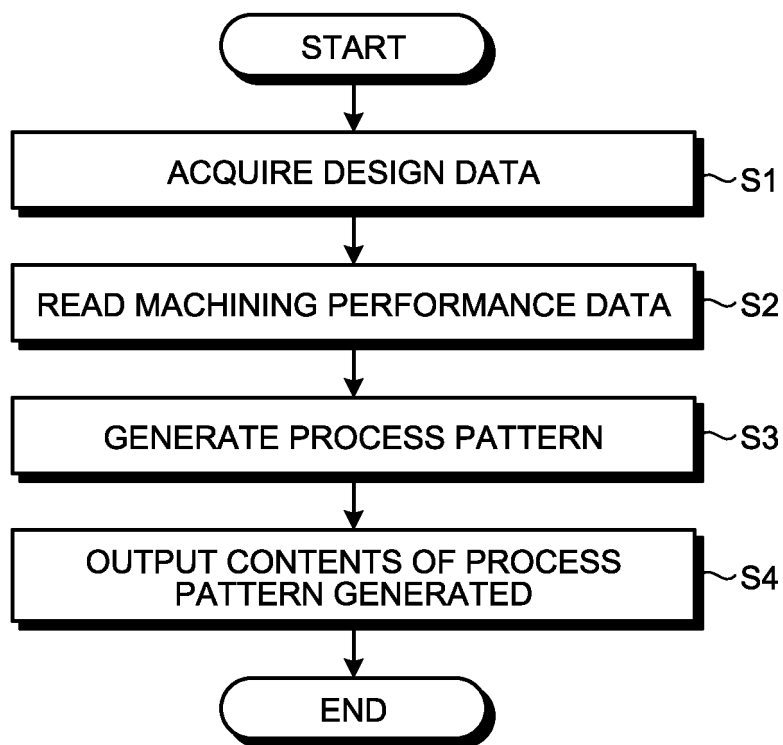 START
ACQUIRE DESIGN DATA
S1
READ MACHINING PERFORMANCE DATA
S2
GENERATE PROCESS PATTERN
S3
OUTPUT CONTENTS OF PROCESS
PATTERN GENERATED
S4
END